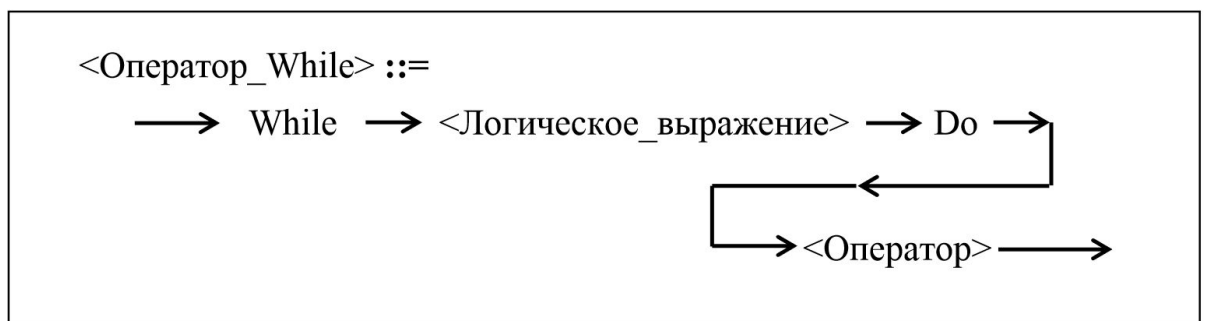 <Оператор_While> ::=
While <Логическое_выражение> Do
<Оператор>